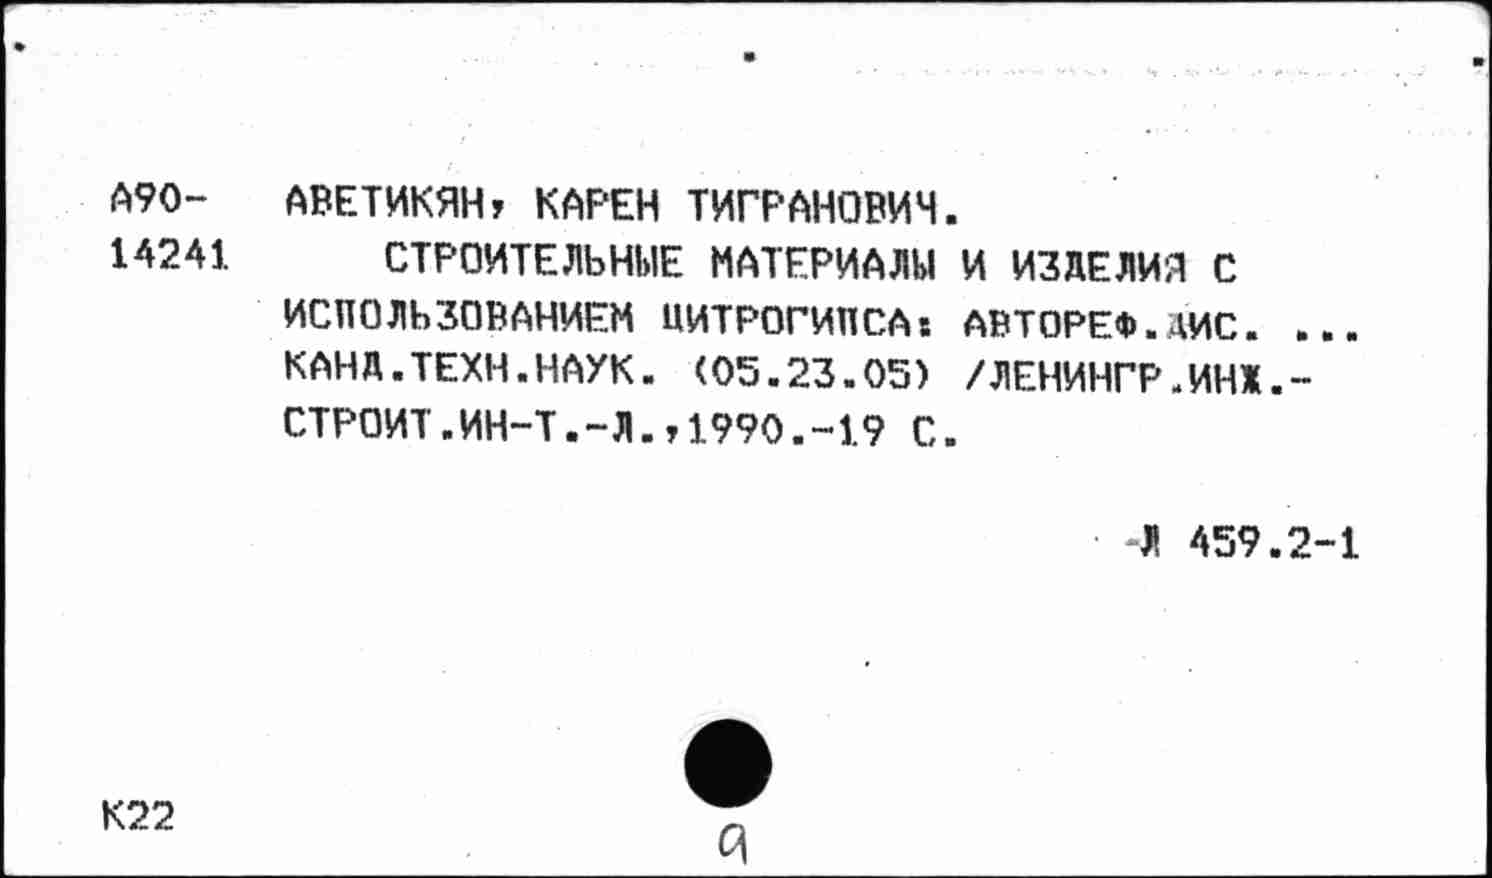 А90- АВЕТИКЯН, КАРЕН ТИГРАНОВИЧ.
14241 СТРОИТЕЛЬНЫЕ МАТЕРИАЛЫ И ИЗДЕЛИЯ С
ИСПОЛЬЗОВАНИЕМ ЦИТРОГИПСА: АВТОРЕФ.ДИС. ...
КАНД.ТЕХН.НАУК. (05.23.05) /ЛЕНИНГР.ИНЖ.-
СТРОИТ.ИН-Т.-Л.,1990.-19 С.
-Л 459.2-1
К22
а